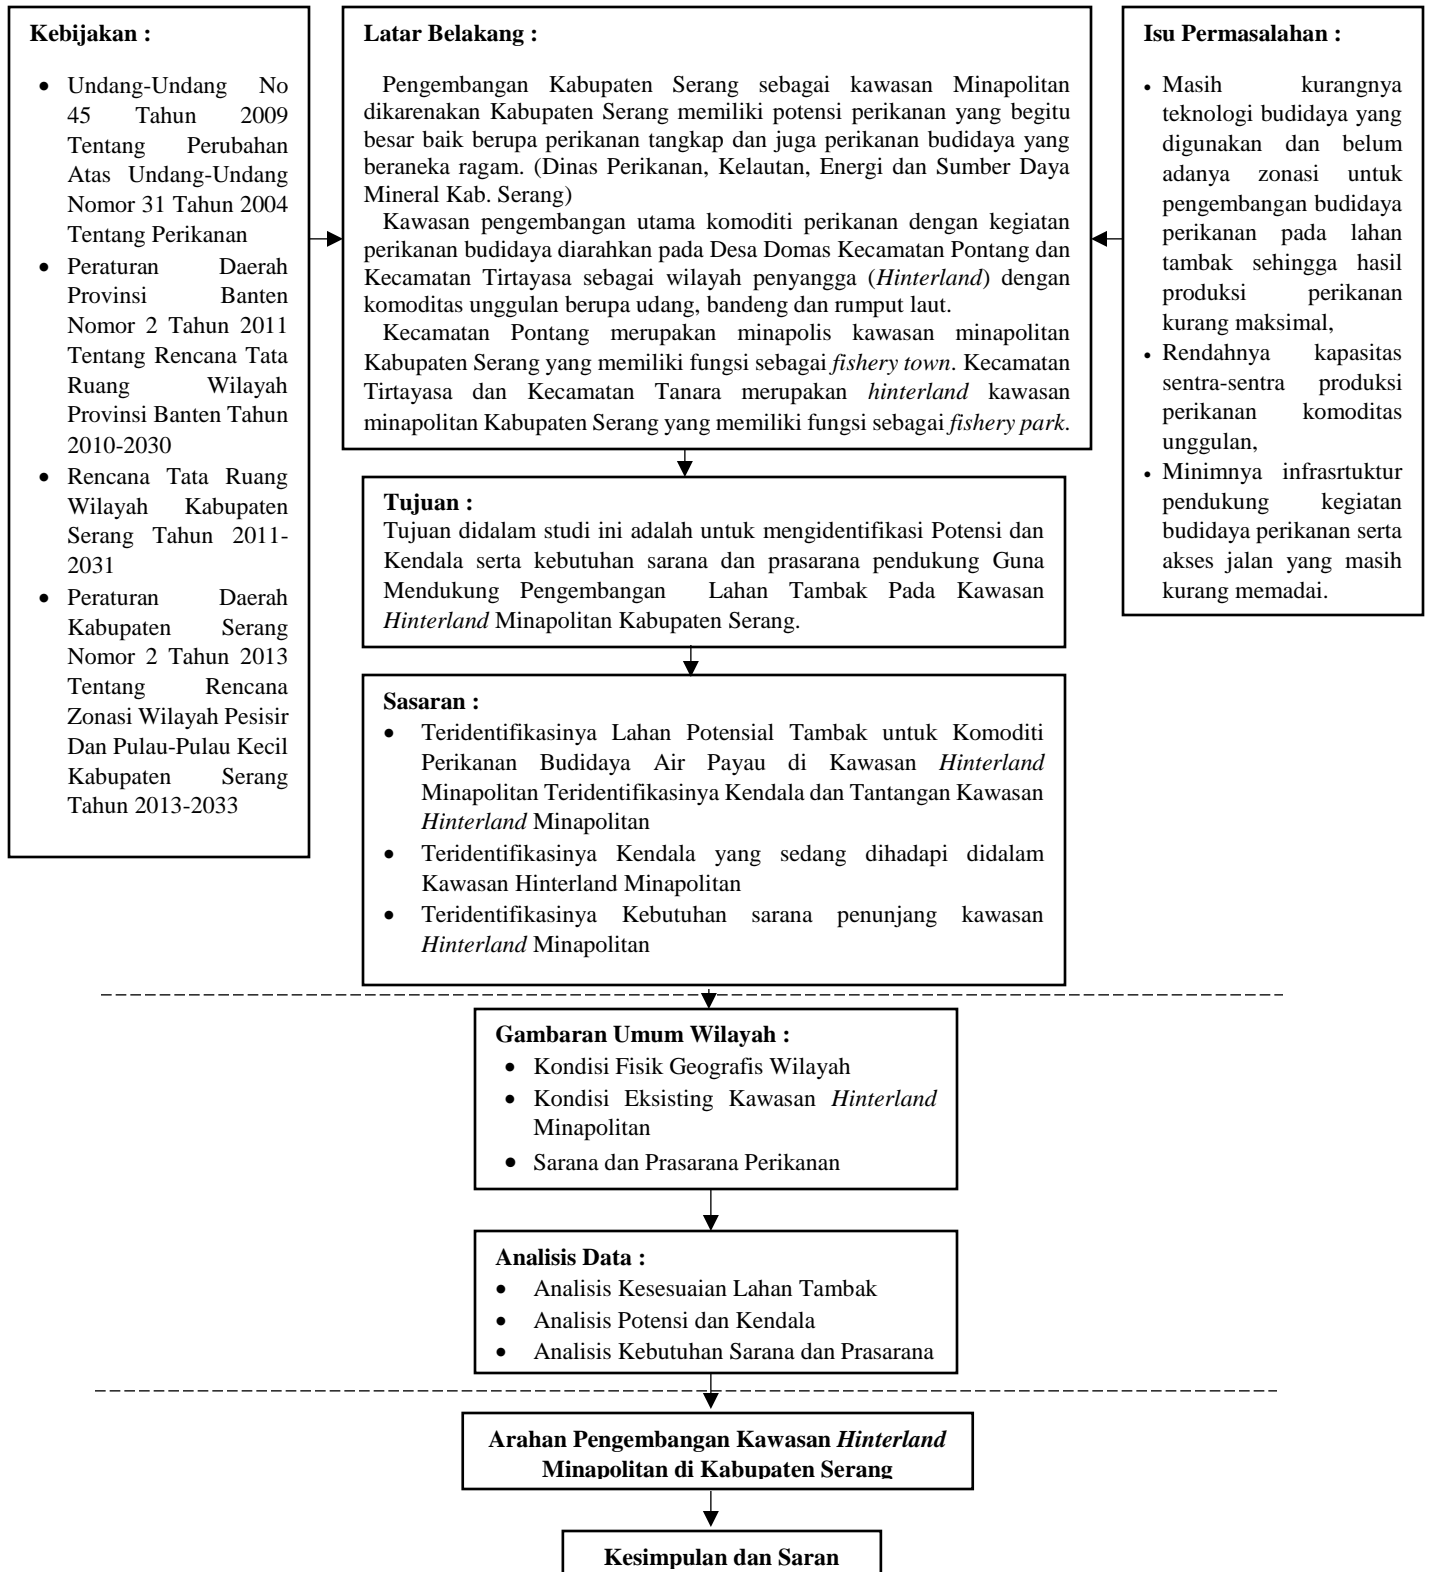 Kebijakan :
• Undang-Undang No
45 Tahun 2009
Tentang Perubahan
Atas Undang-Undang
Nomor 31 Tahun 2004
Tentang Perikanan
• Peraturan Daerah
Provinsi Banten
Nomor 2 Tahun 2011
Tentang Rencana Tata
Ruang Wilayah
Provinsi Banten Tahun
2010-2030
• Rencana Tata Ruang
Wilayah Kabupaten
Serang Tahun 2011-
2031
• Peraturan Daerah
Kabupaten Serang
Nomor 2 Tahun 2013
Tentang Rencana
Zonasi Wilayah Pesisir
Dan Pulau-Pulau Kecil
Kabupaten Serang
Tahun 2013-2033
Latar Belakang :
Pengembangan Kabupaten Serang sebagai kawasan Minapolitan
dikarenakan Kabupaten Serang memiliki potensi perikanan yang begitu
besar baik berupa perikanan tangkap dan juga perikanan budidaya yang
beraneka ragam. (Dinas Perikanan, Kelautan, Energi dan Sumber Daya
Mineral Kab. Serang)
Kawasan pengembangan utama komoditi perikanan dengan kegiatan
perikanan budidaya diarahkan pada Desa Domas Kecamatan Pontang dan
Kecamatan Tirtayasa sebagai wilayah penyangga (Hinterland) dengan
komoditas unggulan berupa udang, bandeng dan rumput laut.
Kecamatan Pontang merupakan minapolis kawasan minapolitan
Kabupaten Serang yang memiliki fungsi sebagai fishery town. Kecamatan
Tirtayasa dan Kecamatan Tanara merupakan hinterland kawasan
minapolitan Kabupaten Serang yang memiliki fungsi sebagai fishery park.
Isu Permasalahan :
• Masih kurangnya
teknologi budidaya yang
digunakan dan belum
adanya zonasi untuk
pengembangan budidaya
perikanan pada lahan
tambak sehingga hasil
produksi perikanan
kurang maksimal,
• Rendahnya kapasitas
sentra-sentra produksi
perikanan komoditas
unggulan,
• Minimnya infrasrtuktur
pendukung kegiatan
budidaya perikanan serta
akses jalan yang masih
kurang memadai.
Tujuan :
Tujuan didalam studi ini adalah untuk mengidentifikasi Potensi dan
Kendala serta kebutuhan sarana dan prasarana pendukung Guna
Mendukung Pengembangan Lahan Tambak Pada Kawasan
Hinterland Minapolitan Kabupaten Serang.
Sasaran :
• Teridentifikasinya Lahan Potensial Tambak untuk Komoditi
Perikanan Budidaya Air Payau di Kawasan Hinterland
Minapolitan Teridentifikasinya Kendala dan Tantangan Kawasan
Hinterland Minapolitan
• Teridentifikasinya Kendala yang sedang dihadapi didalam
Kawasan Hinterland Minapolitan
• Teridentifikasinya Kebutuhan sarana penunjang kawasan
Hinterland Minapolitan
Gambaran Umum Wilayah :
• Kondisi Fisik Geografis Wilayah
• Kondisi Eksisting Kawasan Hinterland
Minapolitan
• Sarana dan Prasarana Perikanan
Analisis Data :
• Analisis Kesesuaian Lahan Tambak
• Analisis Potensi dan Kendala
• Analisis Kebutuhan Sarana dan Prasarana
Arahan Pengembangan Kawasan Hinterland
Minapolitan di Kabupaten Serang
Kesimpulan dan Saran